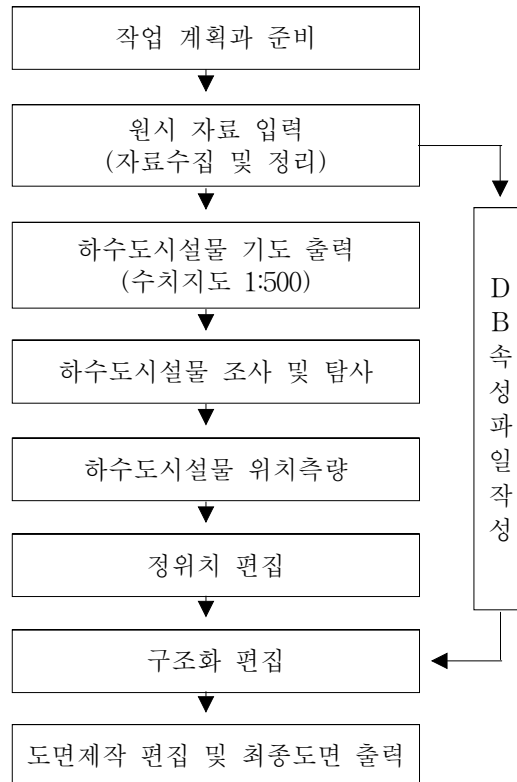 작업 계획과 준비
원시 자료 입력
(자료수집 및 정리)
하수도시설물 기도 출력
(수치지도 1:500)
하수도시설물 조사 및 탐사
하수도시설물 위치측량
정위치 편집
구조화 편집
도면제작 편집 및 최종도면 출력
D
B
속
성
파
일
작
성